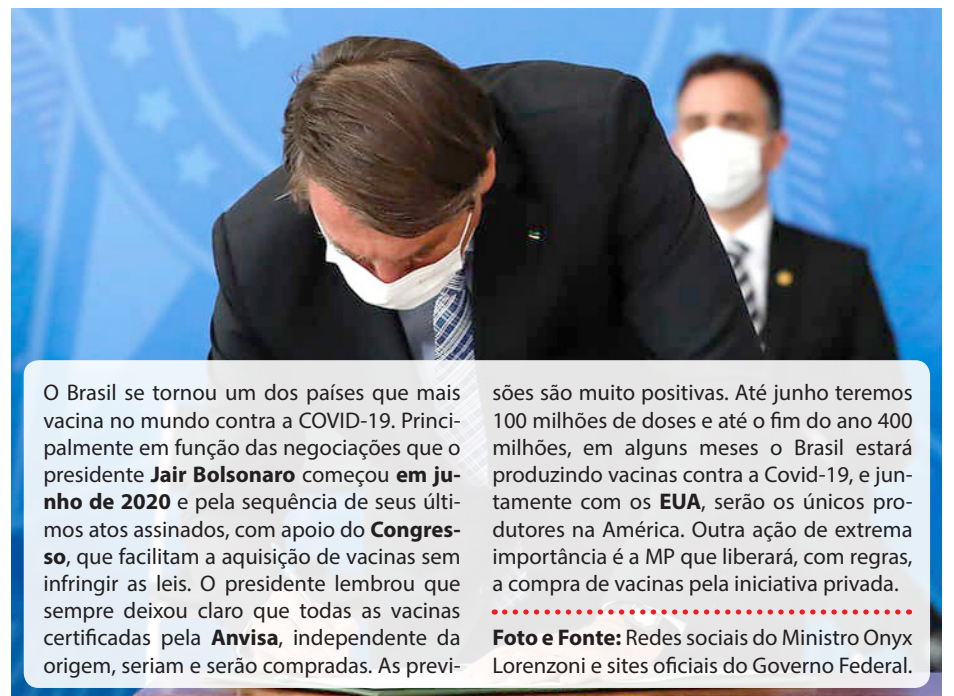 O Brasil se tornou um dos países que mais
vacina no mundo contra a COVID-19. Princi-
palmente em função das negociações que o
presidente Jair Bolsonaro começou em ju-
nho de 2020 e pela sequência de seus últi-
mos atos assinados, com apoio do Congres-
so, que facilitam a aquisição de vacinas sem
infringir as leis. O presidente lembrou que
sempre deixou claro que todas as vacinas
certificadas pela Anvisa, independente da
origem, seriam e serão compradas. As previ-
sões são muito positivas. Até junho teremos
100 milhões de doses e até o fim do ano 400
milhões, em alguns meses o Brasil estará
produzindo vacinas contra a Covid-19, e jun-
tamente com os EUA, serão os únicos pro-
dutores na América. Outra ação de extrema
importância é a MP que liberará, com regras,
a compra de vacinas pela iniciativa privada.
Foto e Fonte: Redes sociais do Ministro Onyx
Lorenzoni e sites oficiais do Governo Federal.